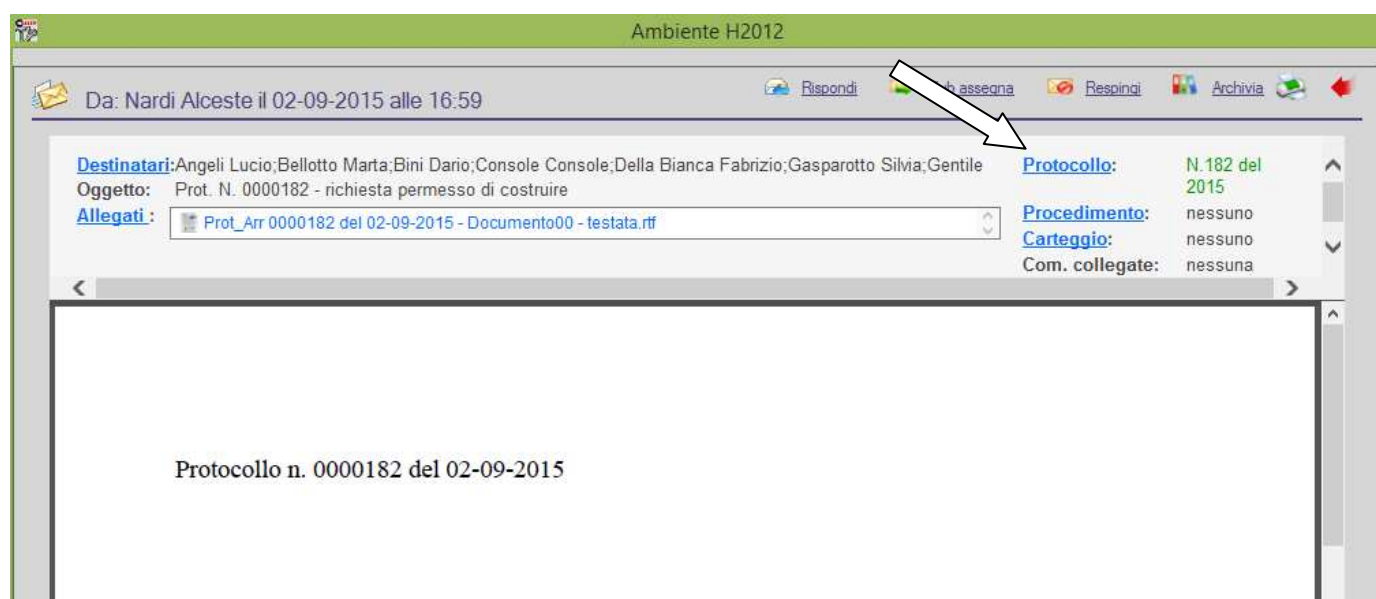 Ambiente H2012
Da: Nardi Alceste il 02-09-2015 alle 16:59
Rispondi
assegna
Respingi
Archivia
Destinatari:Angeli Lucio;Bellotto Marta;Bini Dario;Console Console;Della Bianca Fabrizio;Gasparotto Silvia;Gentile
Oggetto: Prot. N. 0000182 - richiesta permesso di costruire
Allegati : Prot_Arr 0000182 del 02-09-2015 - Documento00 - testata.rtf
Protocollo: N.182 del
2015
Procedimento: nessuno
Carteggio: nessuno
Com. collegate: nessuna
Protocollo n. 0000182 del 02-09-2015